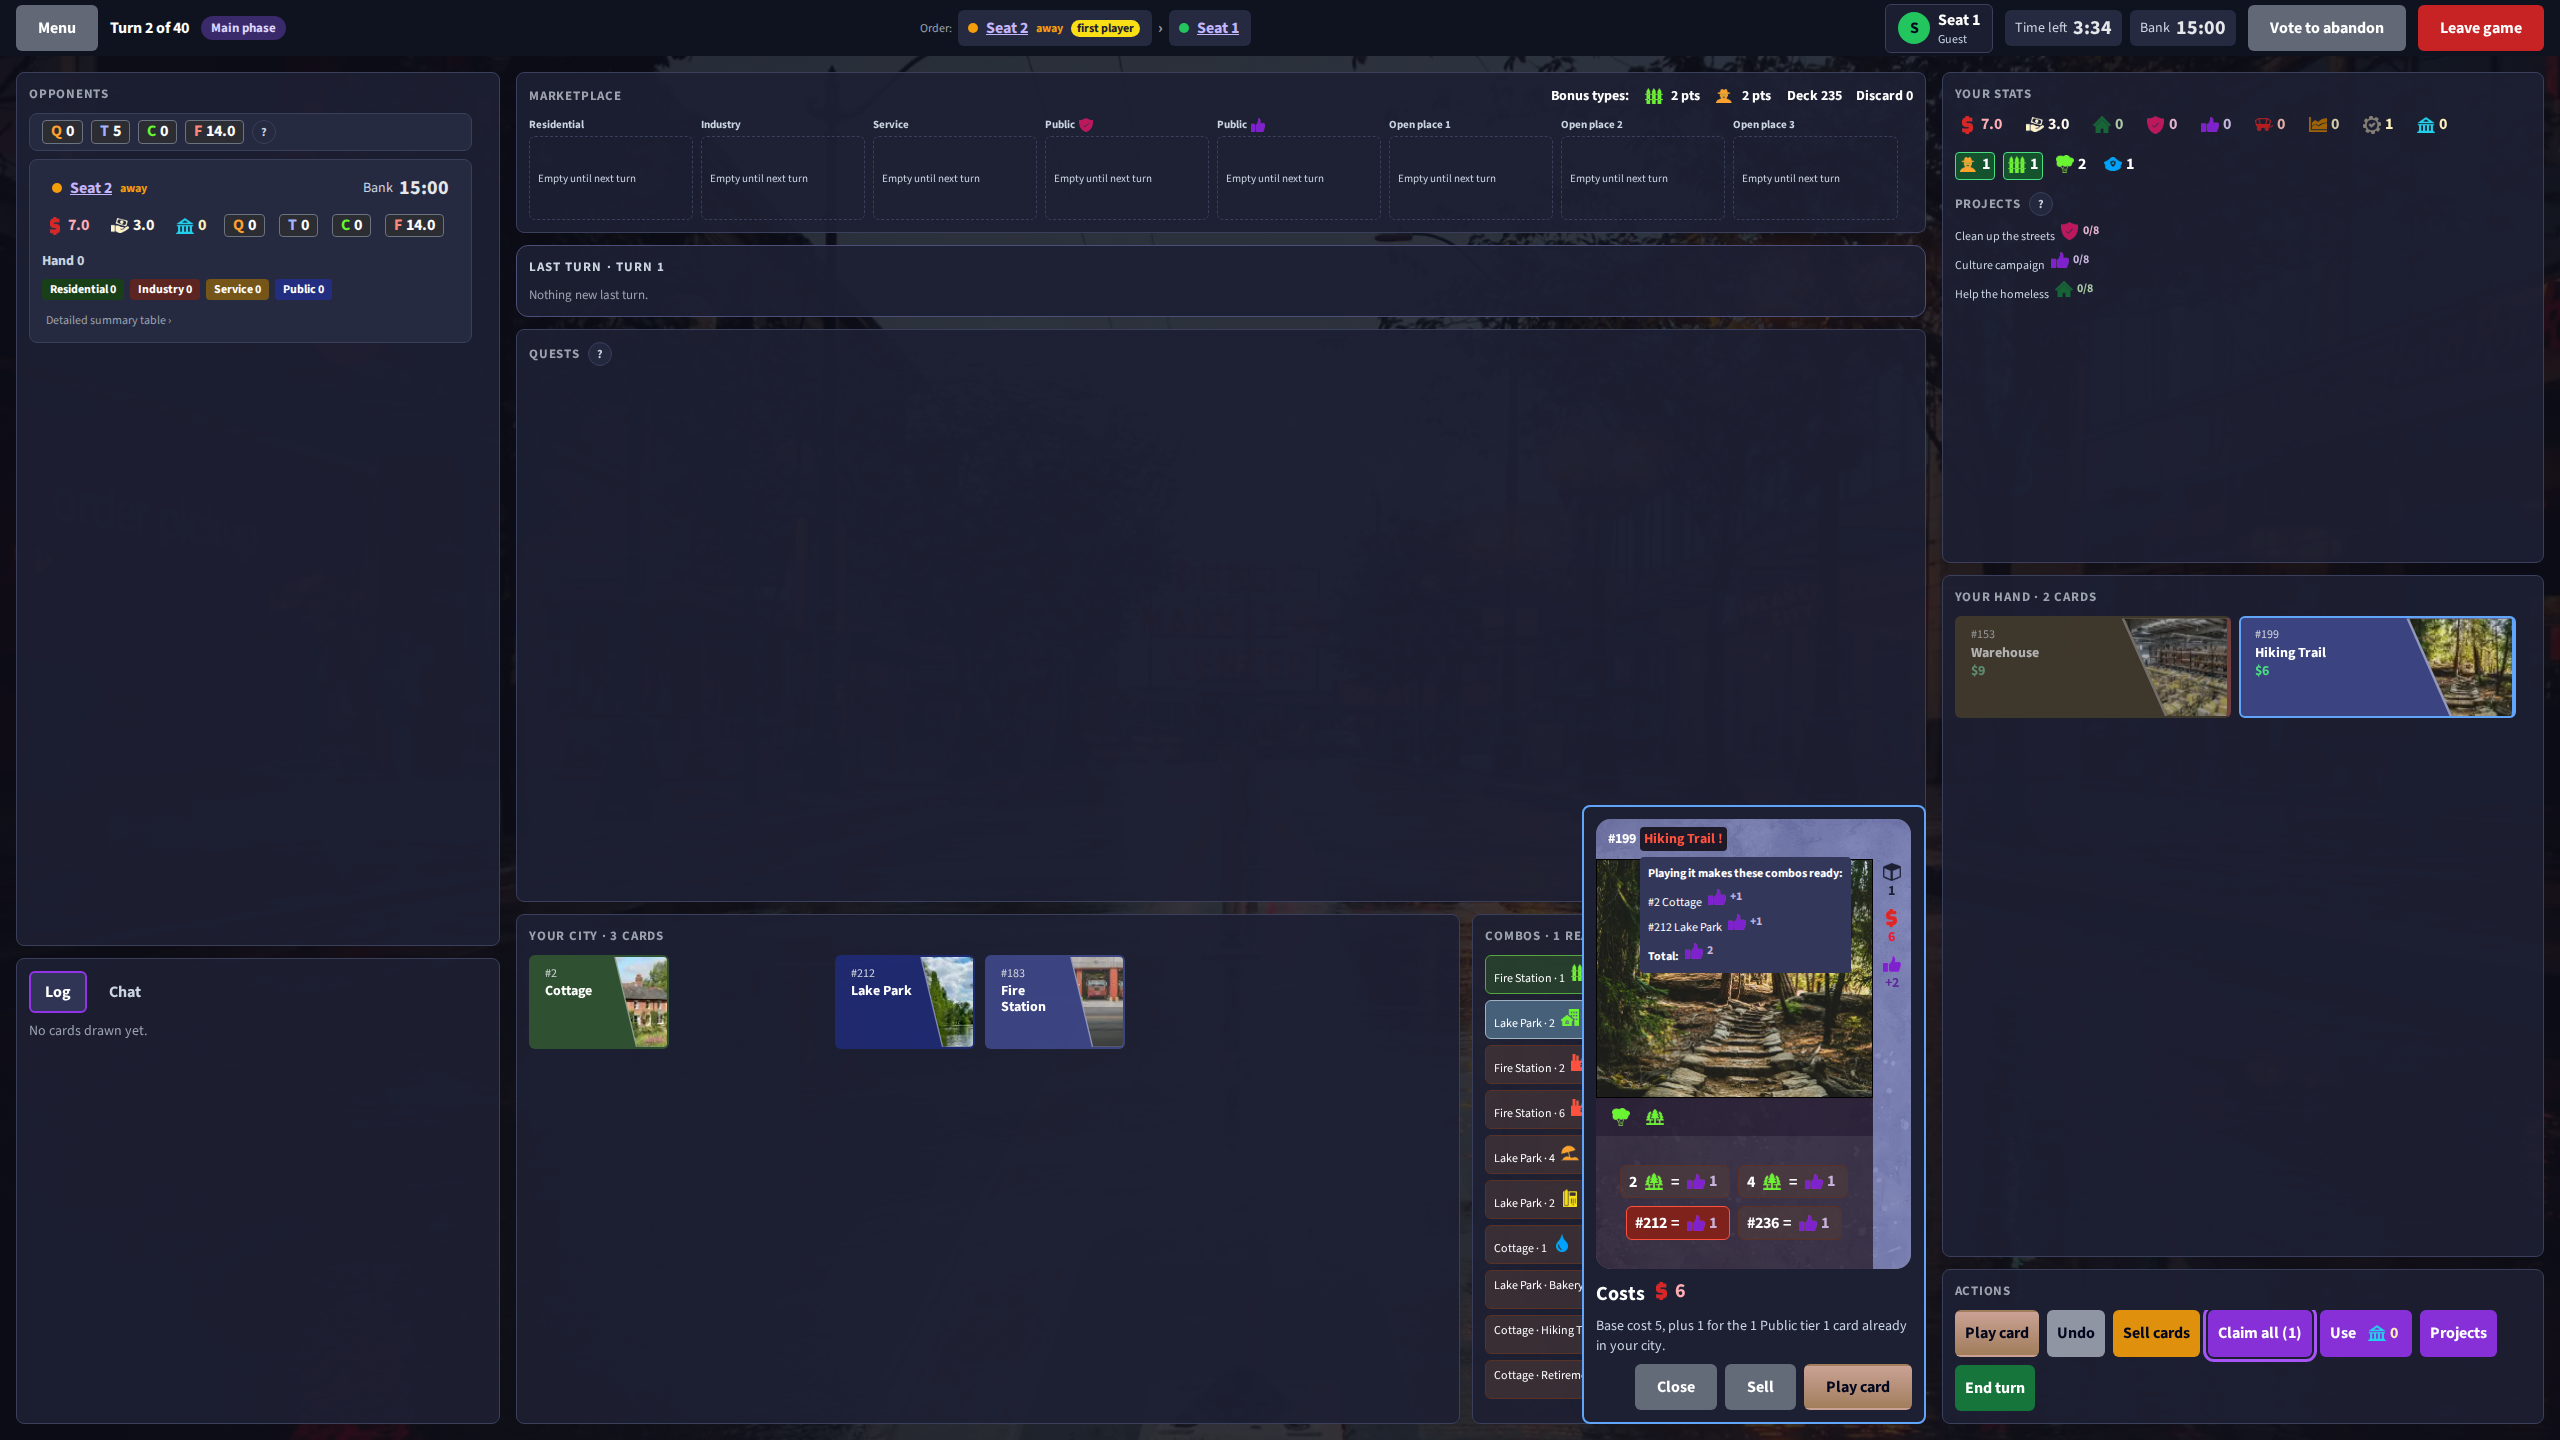 Menu
Turn 2 of 40
Main phase
Order:
Seat 2 away first player
›
Seat 1
S
Seat 1
Guest
Time left 3:34
Bank 15:00
Vote to abandon
Leave game
OPPONENTS
Q 0
T 5
C 0
F 14.0
?
Seat 2 away
Bank 15:00
7.0
3.0
0
Q 0
T 0
C 0
F 14.0
Hand 0
Residential 0
Industry 0
Service 0
Public 0
Detailed summary table ›
Log
Chat
No cards drawn yet.
MARKETPLACE
Bonus types: 2 pts 2 pts Deck 235 Discard 0
Residential
Industry
Service
Public
Public
Open place 1
Open place 2
Open place 3
Empty until next turn
Empty until next turn
Empty until next turn
Empty until next turn
Empty until next turn
Empty until next turn
Empty until next turn
Empty until next turn
LAST TURN · TURN 1
Nothing new last turn.
QUESTS ?
YOUR CITY · 3 CARDS
#2
Cottage
#212
Lake Park
#183
Fire
Station
COMBOS · 1 RE
Fire Station · 1
Lake Park · 2
Fire Station · 2
Fire Station · 6
Lake Park · 4
Lake Park · 2
Cottage · 1
Lake Park · Bakery
Cottage · Hiking T
Cottage · Retirem
#199 Hiking Trail !
Playing it makes these combos ready:
#2 Cottage +1
#212 Lake Park +1
Total: 2
1
$
6
+2
2 = 1
4 = 1
#212 = 1
#236 = 1
Costs $ 6
Base cost 5, plus 1 for the 1 Public tier 1 card already
in your city.
Close
Sell
Play card
YOUR STATS
$ 7.0
3.0
0
0
0
0
0
1
0
1
1
2
1
PROJECTS ?
Clean up the streets 0/8
Culture campaign 0/8
Help the homeless 0/8
YOUR HAND · 2 CARDS
#153
Warehouse
$9
#199
Hiking Trail
$6
ACTIONS
Play card
Undo
Sell cards
Claim all (1)
Use 0
Projects
End turn